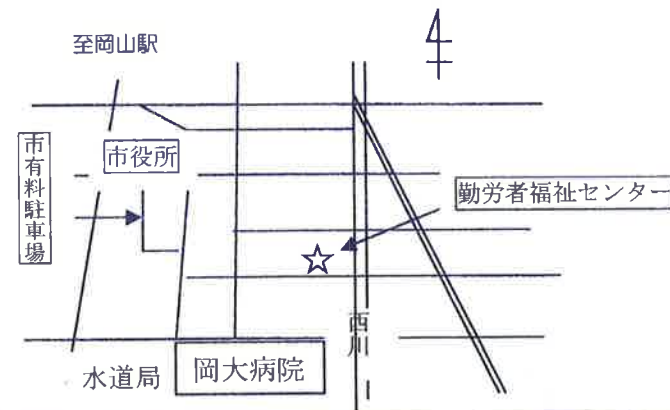 至岡山駅
市有料駐車場
市役所
勤労者福祉センター
西川
水道局
岡大病院